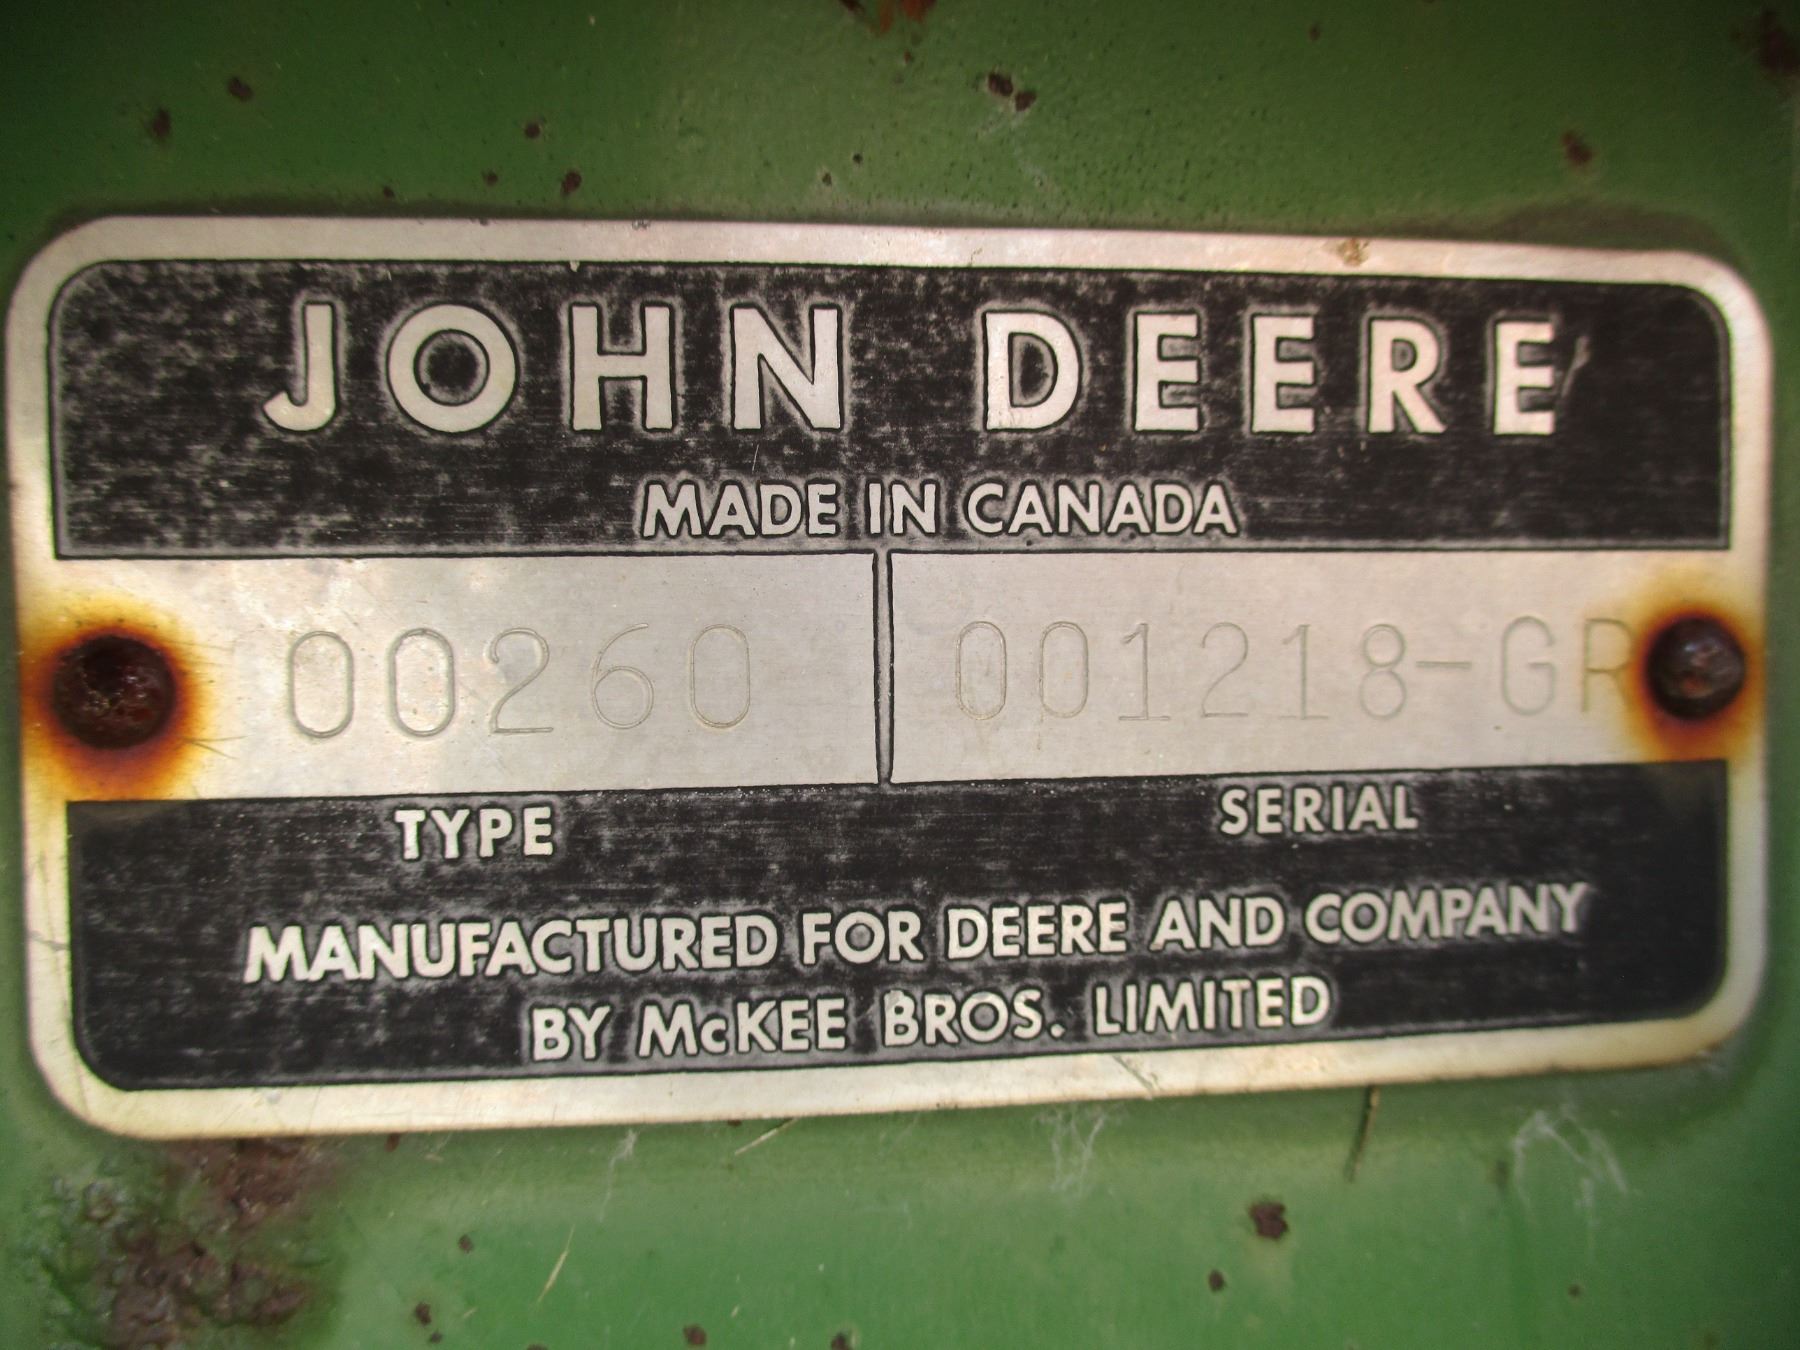 JOHN DEERE
MADE IN CANADA
00260 001218-GR
TYPE SERIAL
MANUFACTURED FOR DEERE AND COMPANY
BY McKEE BROS. LIMITED